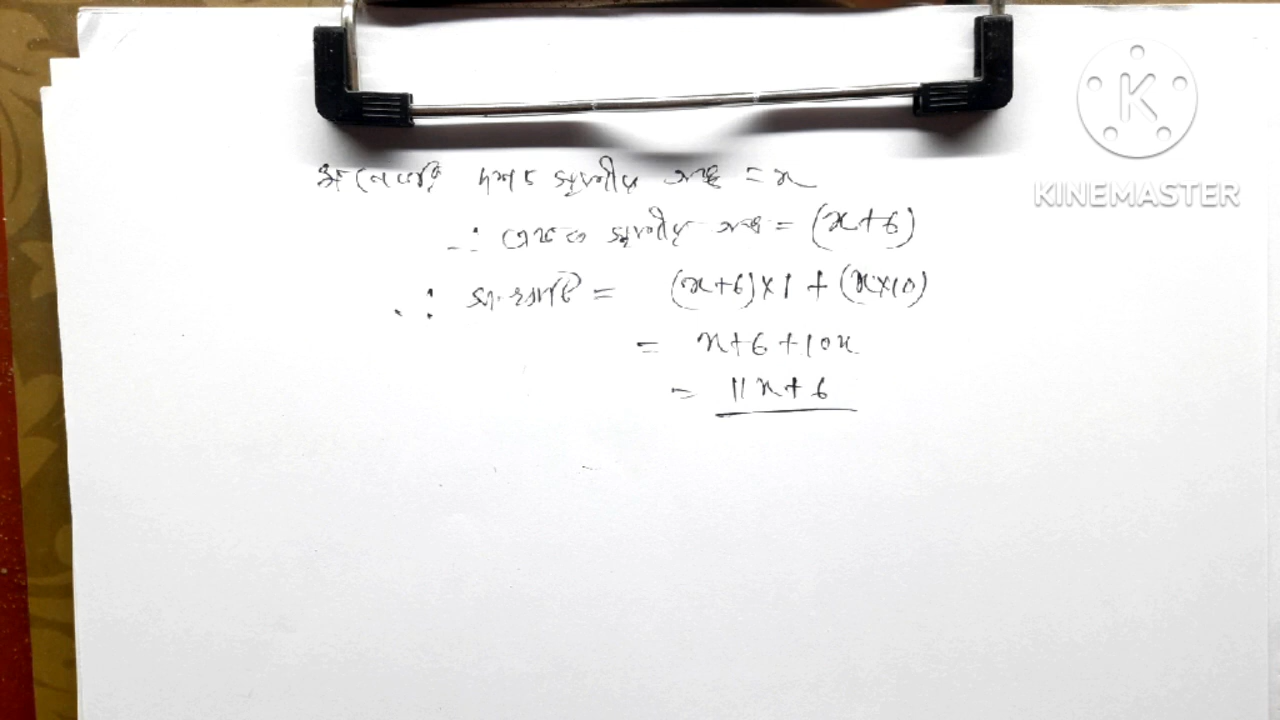 K
KINEMASTER
মনেকরি দশক স্থানীয় অঙ্ক = x
∴ একক স্থানীয় অঙ্ক = (x+6)
∴ সংখ্যাটি = (x+6)×1 + (x×10)
= x+6+10x
= 11x+6